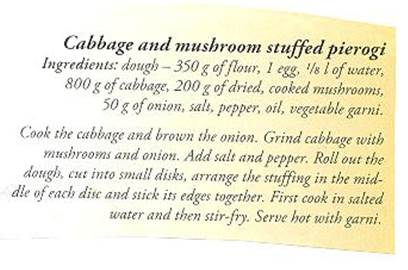 Cabbage and mushroom stuffed pierogi
Ingredients: dough – 350 g of flour, 1 egg, ⅛ l of water,
800 g of cabbage, 200 g of dried, cooked mushrooms,
50 g of onion, salt, pepper, oil, vegetable garni.
Cook the cabbage and brown the onion. Grind cabbage with
mushrooms and onion. Add salt and pepper. Roll out the
dough, cut into small disks, arrange the stuffing in the mid-
dle of each disc and stick its edges together. First cook in salted
water and then stir-fry. Serve hot with garni.